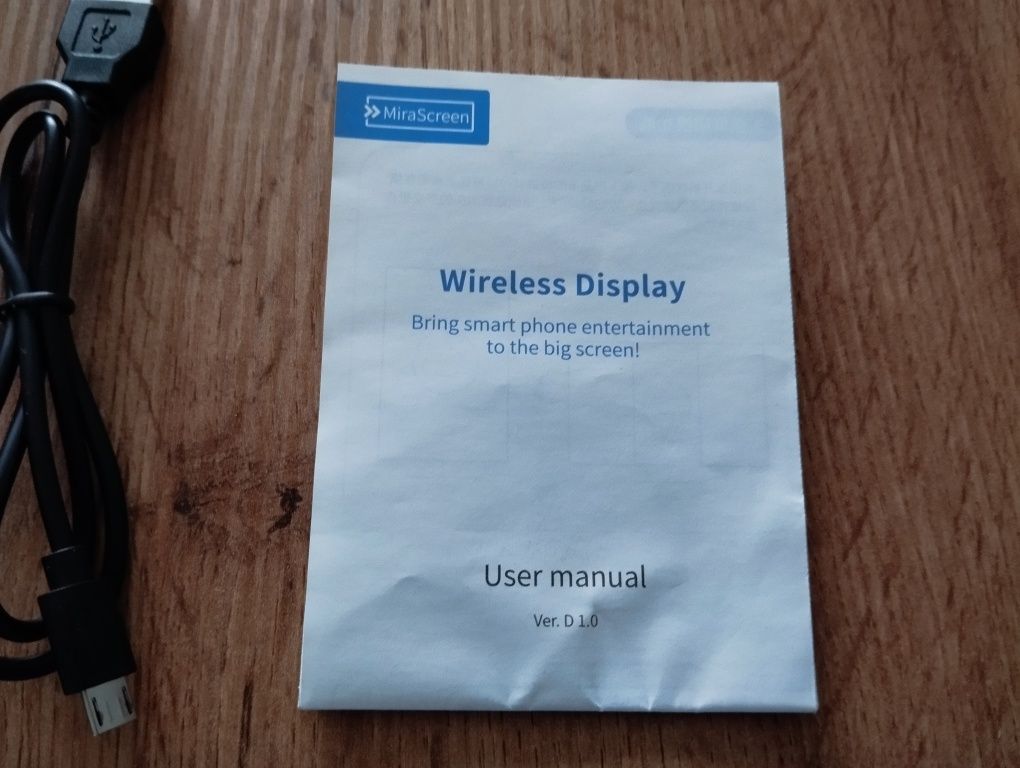 MiraScreen
Wireless Display
Bring smart phone entertainment
to the big screen!
User manual
Ver. D 1.0